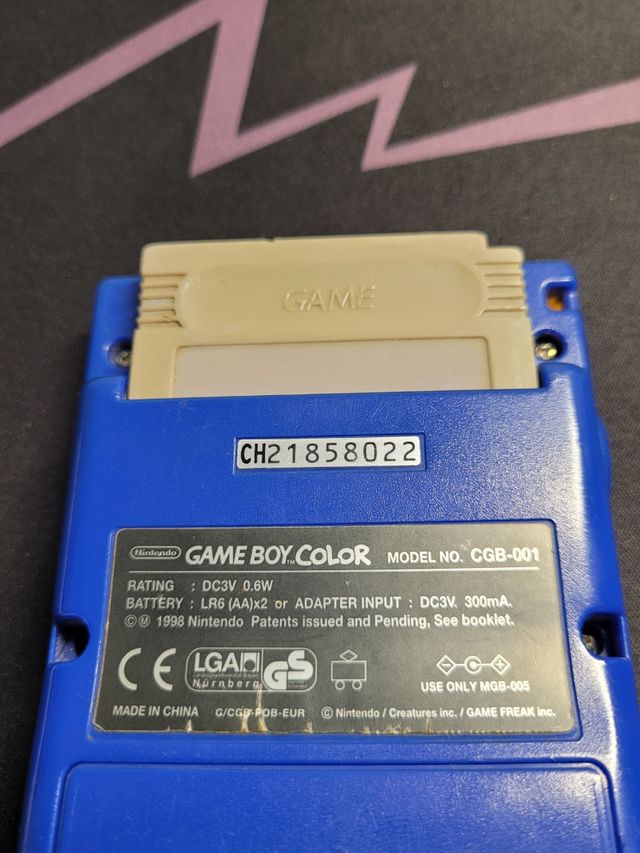 GAME
CH21858022
Nintendo GAME BOY COLOR MODEL NO. CGB-001
TM
RATING : DC3V 0.6W
BATTERY : LR6 (AA)x2 or ADAPTER INPUT : DC3V 300mA.
©Ⓜ 1998 Nintendo Patents issued and Pending, See booklet.
CE LGA GS
Nürnberg
USE ONLY MGB-005
MADE IN CHINA G/CGB-POB-EUR © Nintendo / Creatures inc. / GAME FREAK inc.